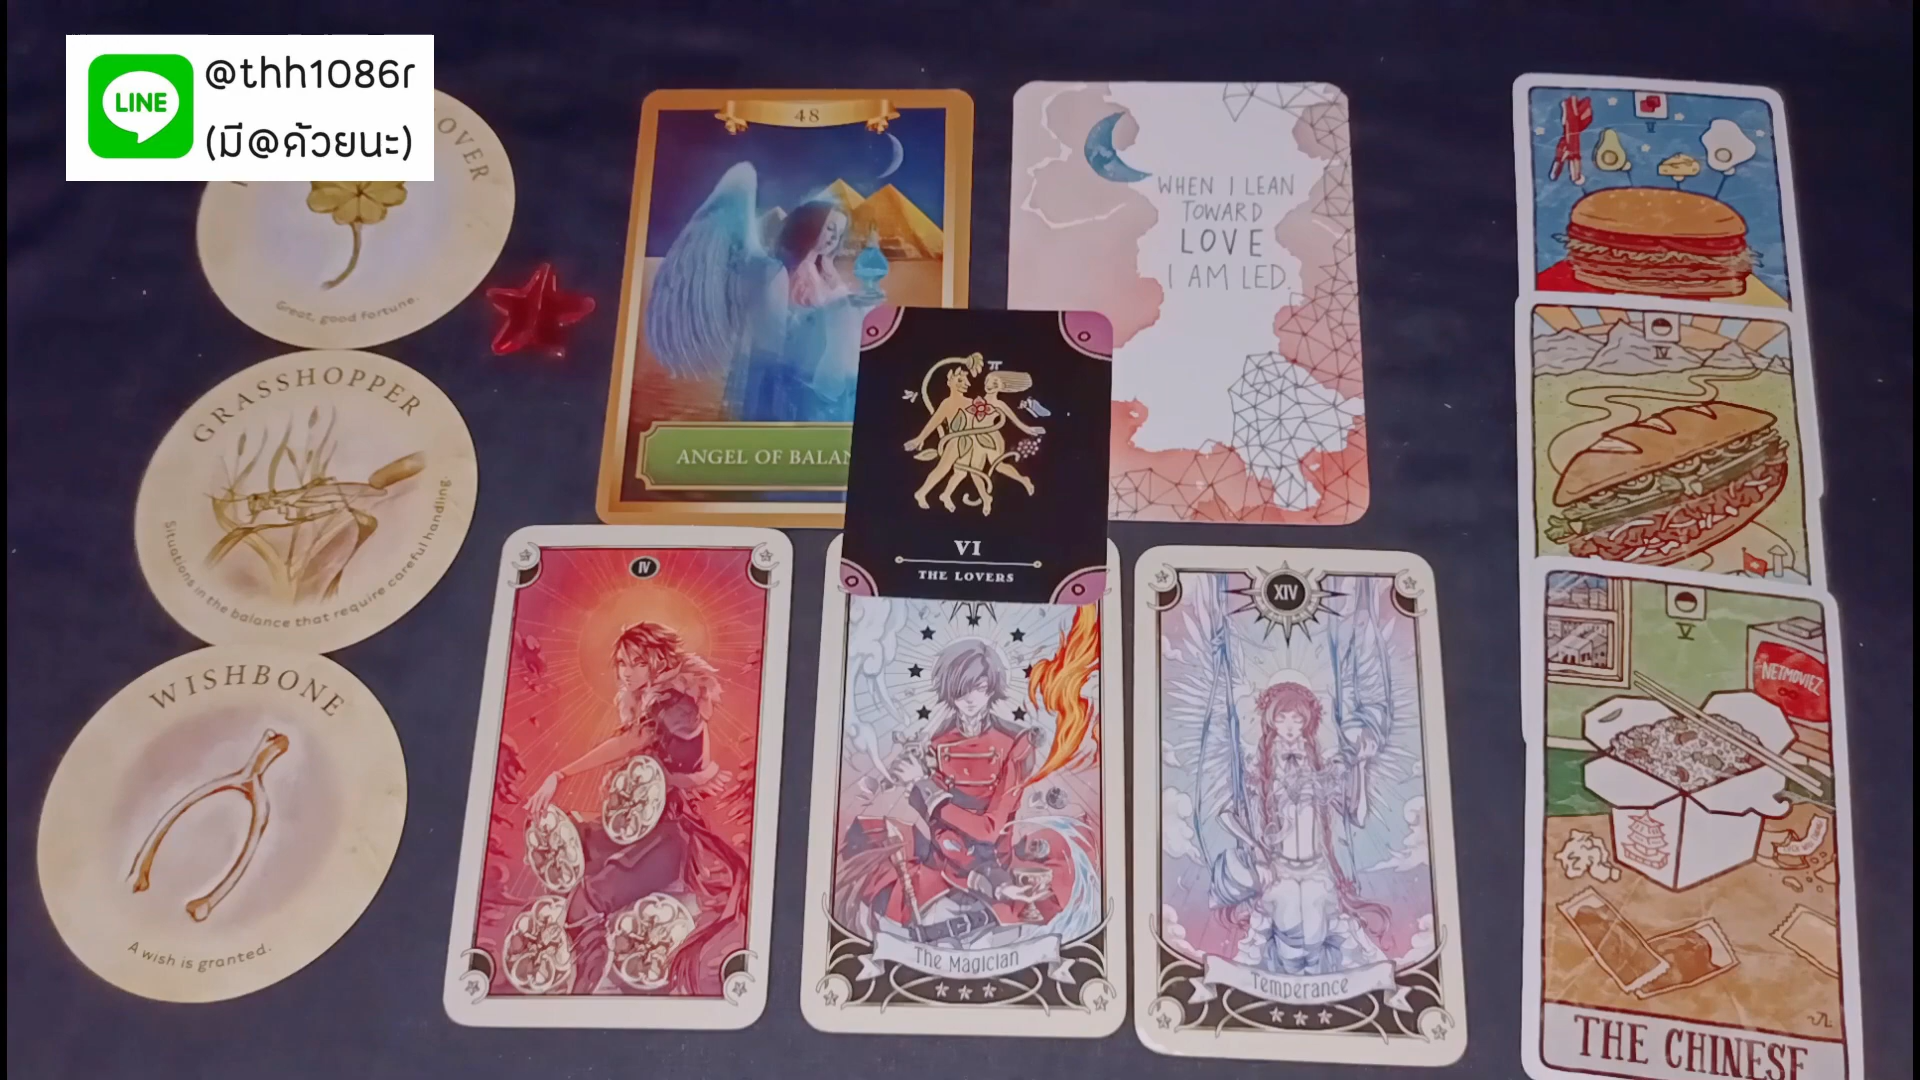 LINE
@thh1086r
(มี@ด้วยนะ)
OVER
Great, good fortune.
GRASSHOPPER
Situations in the balance that require careful handling.
WISHBONE
A wish is granted.
48
ANGEL OF BALAN
WHEN I LEAN
TOWARD
LOVE
I AM LED.
VI
THE LOVERS
IV
The Magician
XIV
Temperance
V
IV
V
NETMOVIEZ
THE CHINESE